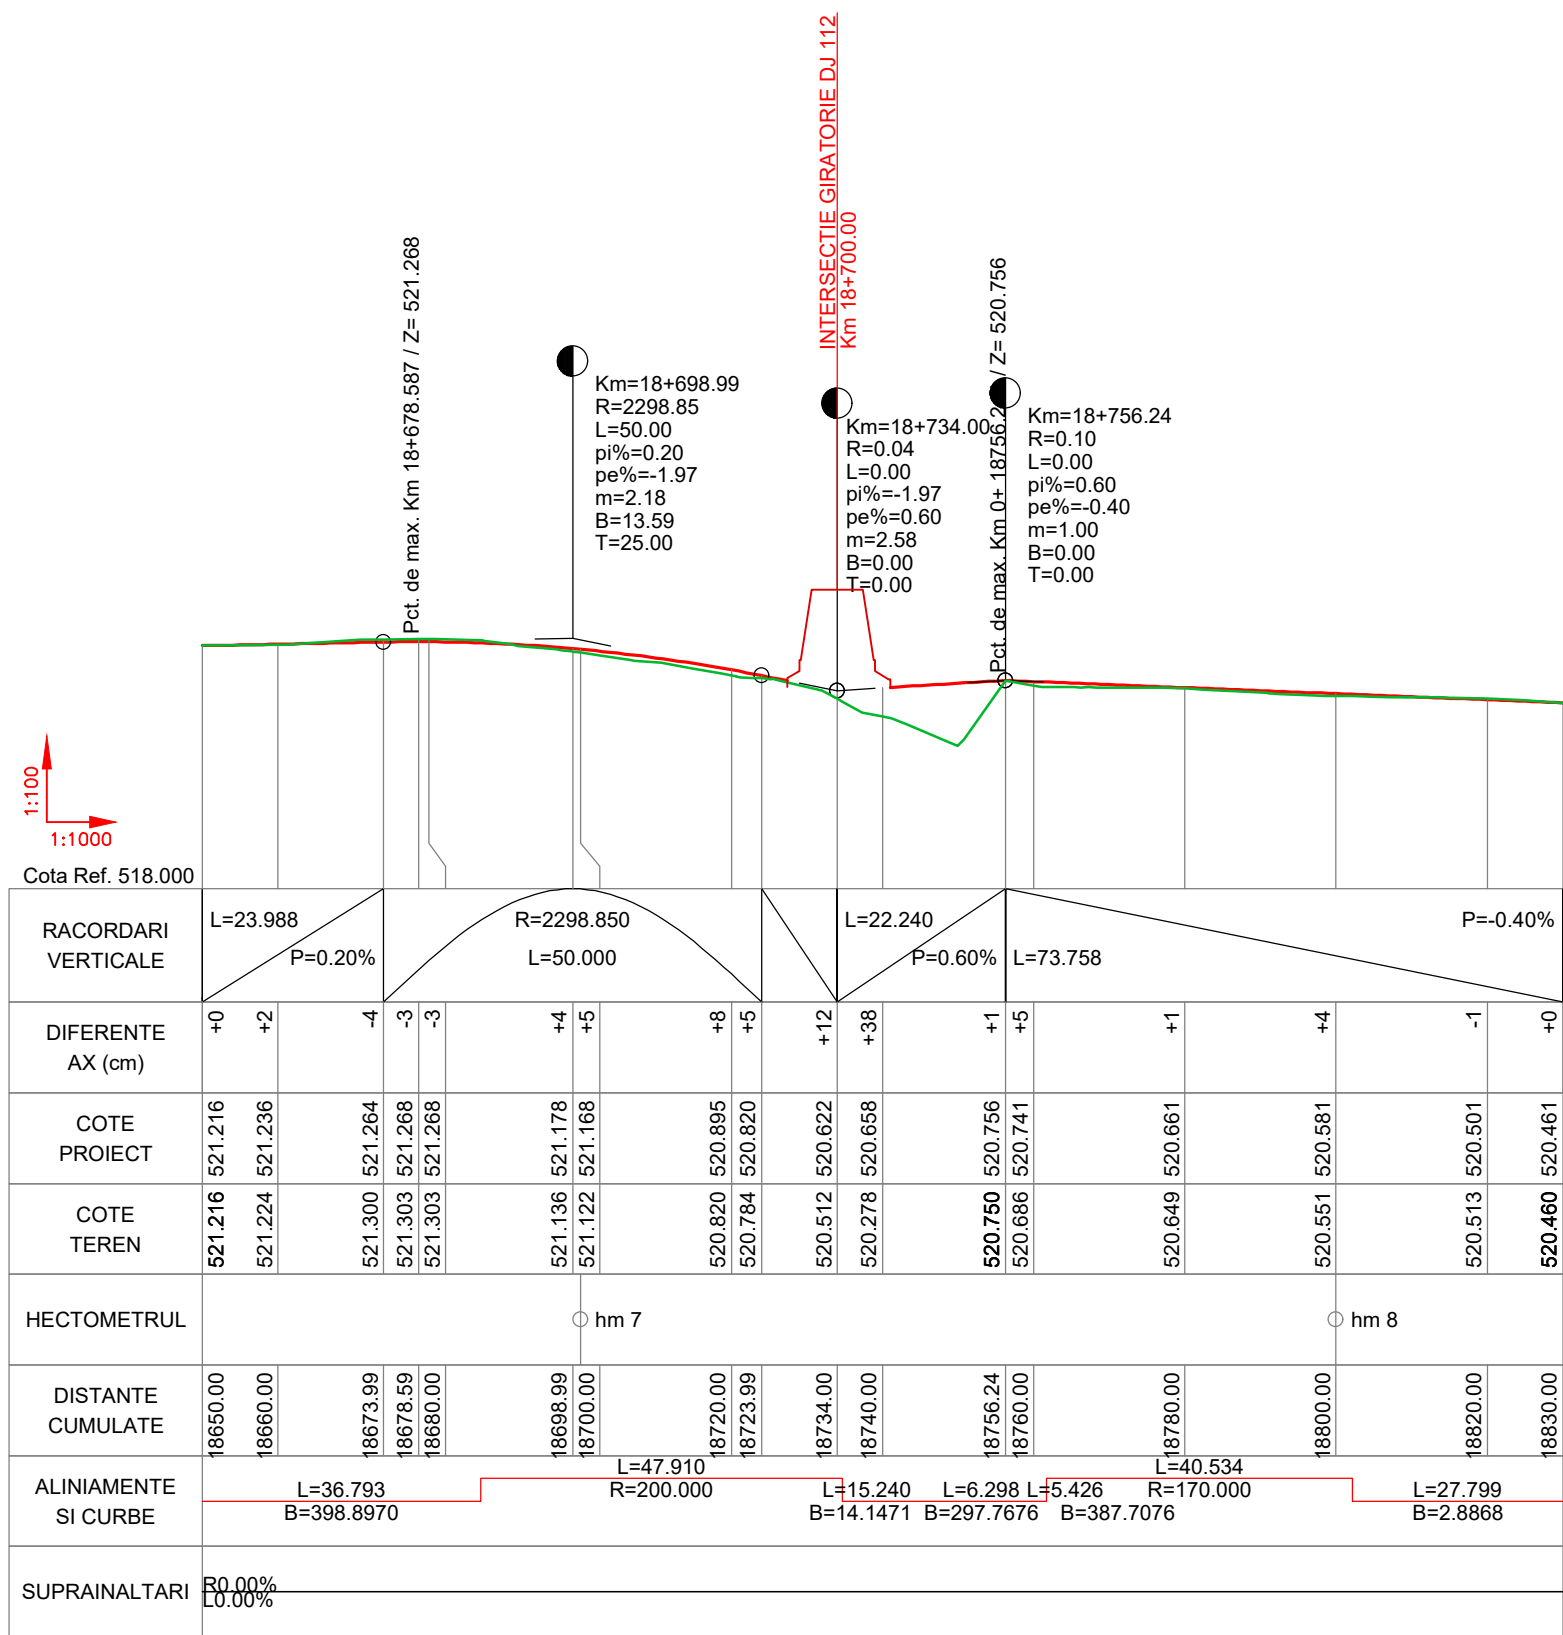 INTERSECTIE GIRATORIE DJ 112
Km 18+700.00
Pct. de max. Km 18+678.587 / Z= 521.268
Km=18+698.99
R=2298.85
L=50.00
pi%=0.20
pe%=-1.97
m=2.18
B=13.59
T=25.00
Km=18+734.00
R=0.04
L=0.00
pi%=-1.97
pe%=0.60
m=2.58
B=0.00
T=0.00
Pct. de max. Km 0+ 18756.2 / Z= 520.756
Km=18+756.24
R=0.10
L=0.00
pi%=0.60
pe%=-0.40
m=1.00
B=0.00
T=0.00
1:100
1:1000
Cota Ref. 518.000
RACORDARI
VERTICALE
L=23.988
P=0.20%
R=2298.850
L=50.000
L=22.240
P=0.60%
L=73.758
P=-0.40%
DIFERENTE
AX (cm)
+0
+2
-4
-3
-3
+4
+5
+8
+5
+12
+38
+1
+5
+1
+4
-1
+0
COTE
PROIECT
521.216
521.236
521.264
521.268
521.268
521.178
521.168
520.895
520.820
520.622
520.658
520.756
520.741
520.661
520.581
520.501
520.461
COTE
TEREN
521.216
521.224
521.300
521.303
521.303
521.136
521.122
520.820
520.784
520.512
520.278
520.750
520.686
520.649
520.551
520.513
520.460
HECTOMETRUL
hm 7
hm 8
DISTANTE
CUMULATE
18650.00
18660.00
18673.99
18678.59
18680.00
18698.99
18700.00
18720.00
18723.99
18734.00
18740.00
18756.24
18760.00
18780.00
18800.00
18820.00
18830.00
ALINIAMENTE
SI CURBE
L=36.793
B=398.8970
L=47.910
R=200.000
L=15.240
B=14.1471
L=6.298
B=297.7676
L=5.426
B=387.7076
L=40.534
R=170.000
L=27.799
B=2.8868
SUPRAINALTARI
R0.00%
L0.00%